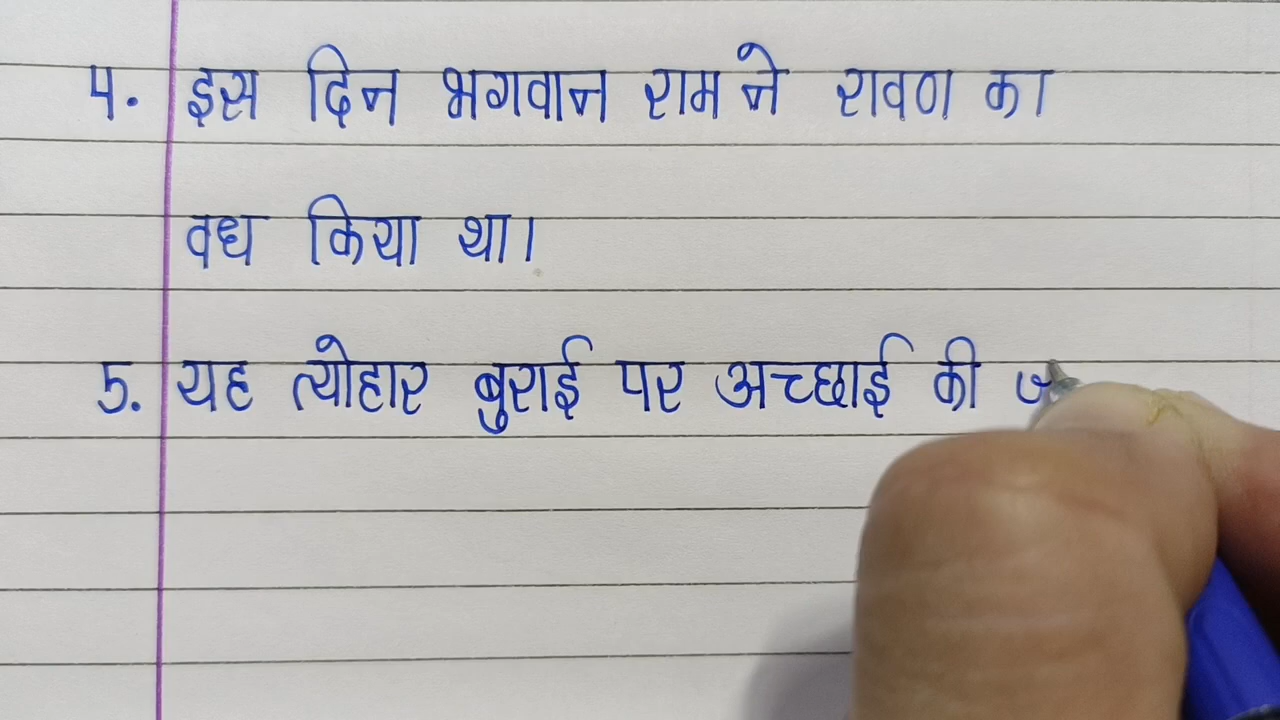 4. इस दिन भगवान राम ने रावण का
वध किया था।
5. यह त्योहार बुराई पर अच्छाई की